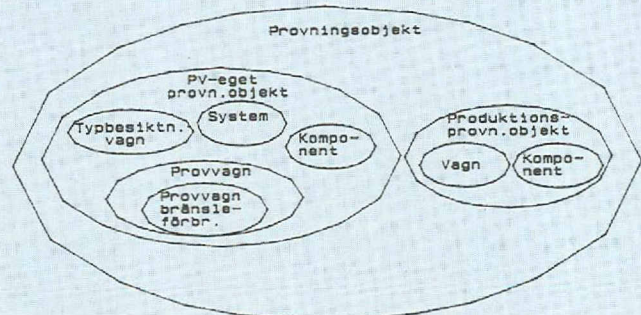 Provningsobjekt
PV-eget
provn.objekt
Typbesiktn.
vagn
System
Kompo-
nent
Provvagn
Provvagn
bränsle-
förbr.
Produktions-
provn.objekt
Vagn
Kompo-
nent